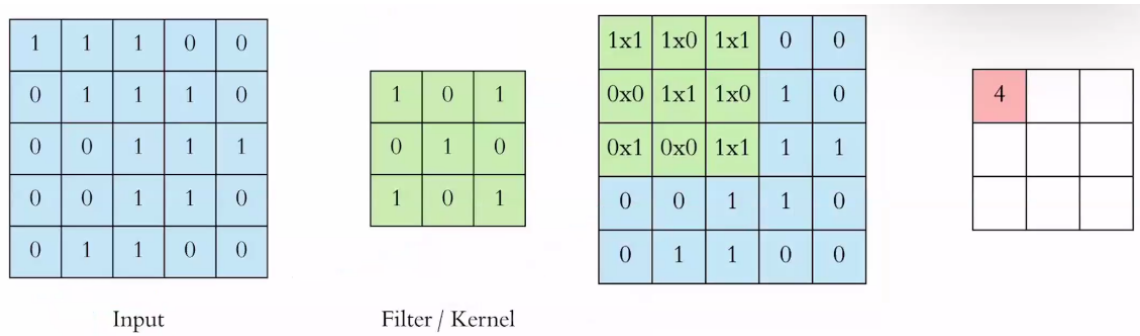 1 1 1 0 0
0 1 1 1 0
0 0 1 1 1
0 0 1 1 0
0 1 1 0 0
Input
1 0 1
0 1 0
1 0 1
Filter / Kernel
1x1 1x0 1x1 0 0
0x0 1x1 1x0 1 0
0x1 0x0 1x1 1 1
0 0 1 1 0
0 1 1 0 0
4